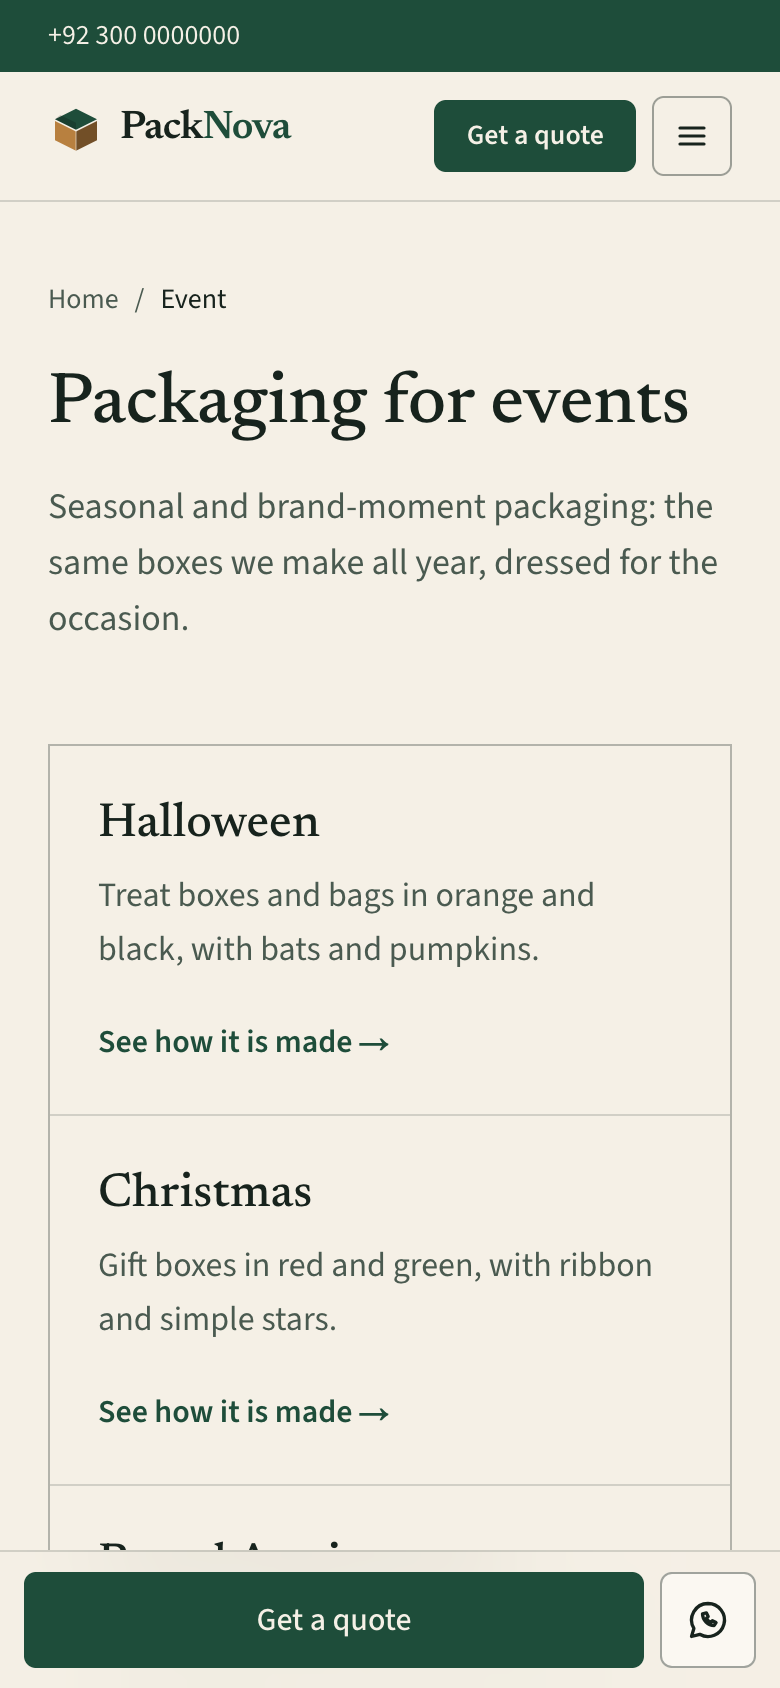 +92 300 0000000
PackNova
Get a quote
Home / Event
Packaging for events
Seasonal and brand-moment packaging: the
same boxes we make all year, dressed for the
occasion.
Halloween
Treat boxes and bags in orange and
black, with bats and pumpkins.
See how it is made →
Christmas
Gift boxes in red and green, with ribbon
and simple stars.
See how it is made →
Get a quote